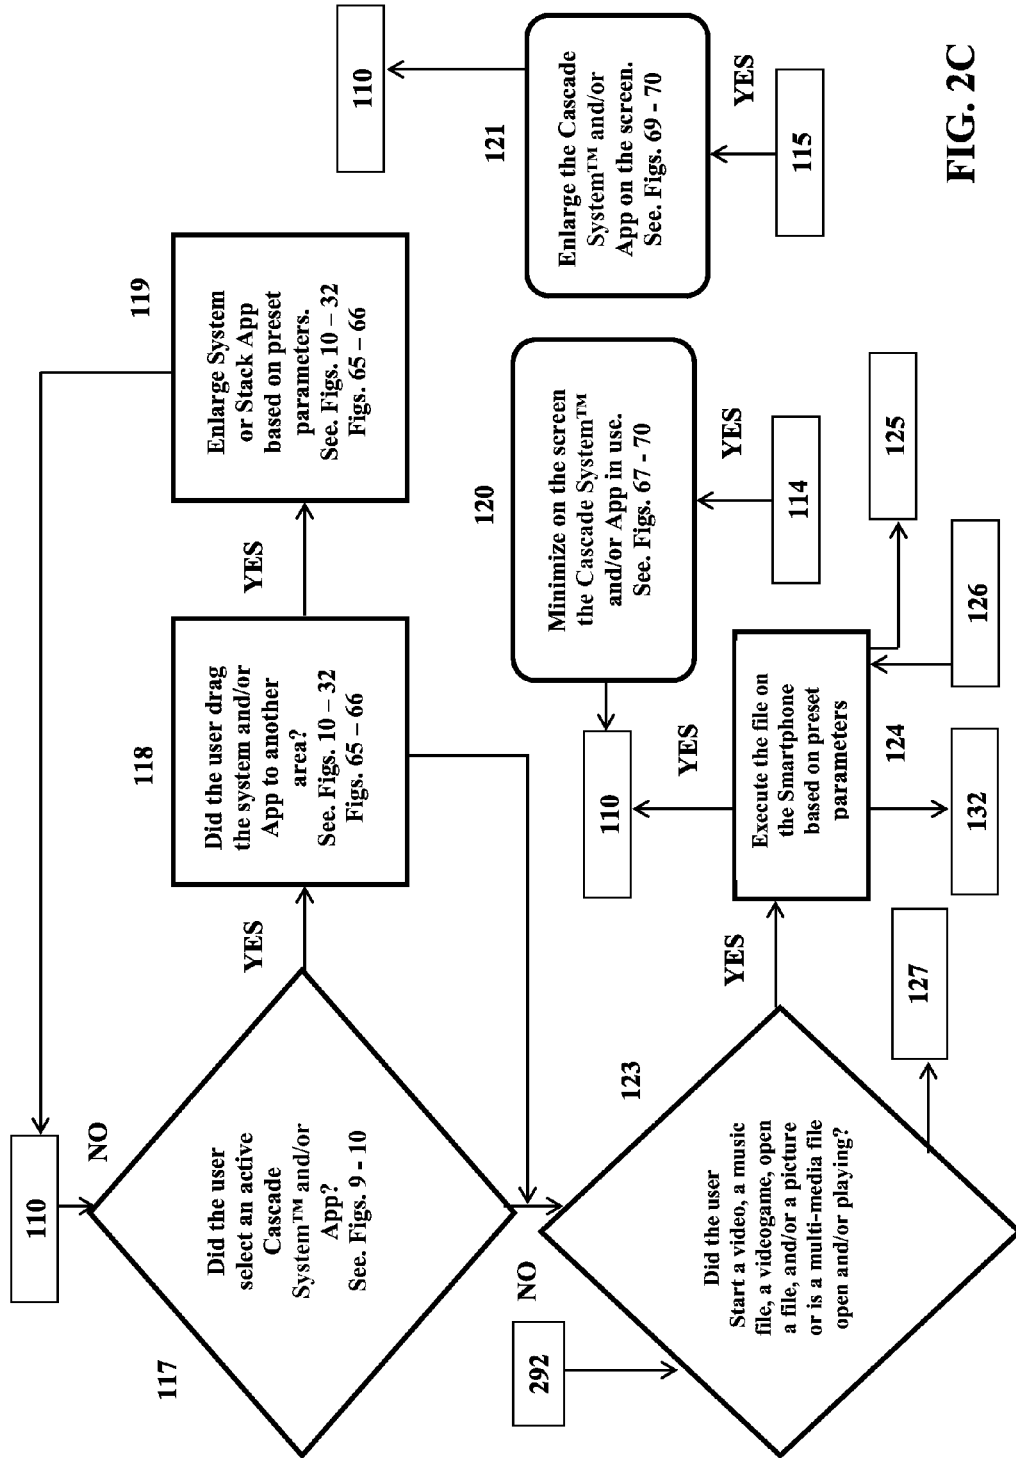 110
NO
117
Did the user
select an active
Cascade
System™ and/or
App?
See. Figs. 9 - 10
YES
118
Did the user drag
the system and/or
App to another
area?
See. Figs. 10 – 32
Figs. 65 – 66
YES
119
Enlarge System
or Stack App
based on preset
parameters.
See. Figs. 10 – 32
Figs. 65 – 66
NO
292
123
Did the user
Start a video, a music
file, a videogame, open
a file, and/or a picture
or is a multi-media file
open and/or playing?
127
YES
Execute the file on
the Smartphone
based on preset
parameters
124
132
126
125
YES
110
120
Minimize on the screen
the Cascade System™
and/or App in use.
See. Figs. 67 - 70
YES
114
110
121
Enlarge the Cascade
System™ and/or
App on the screen.
See. Figs. 69 - 70
YES
115
FIG. 2C